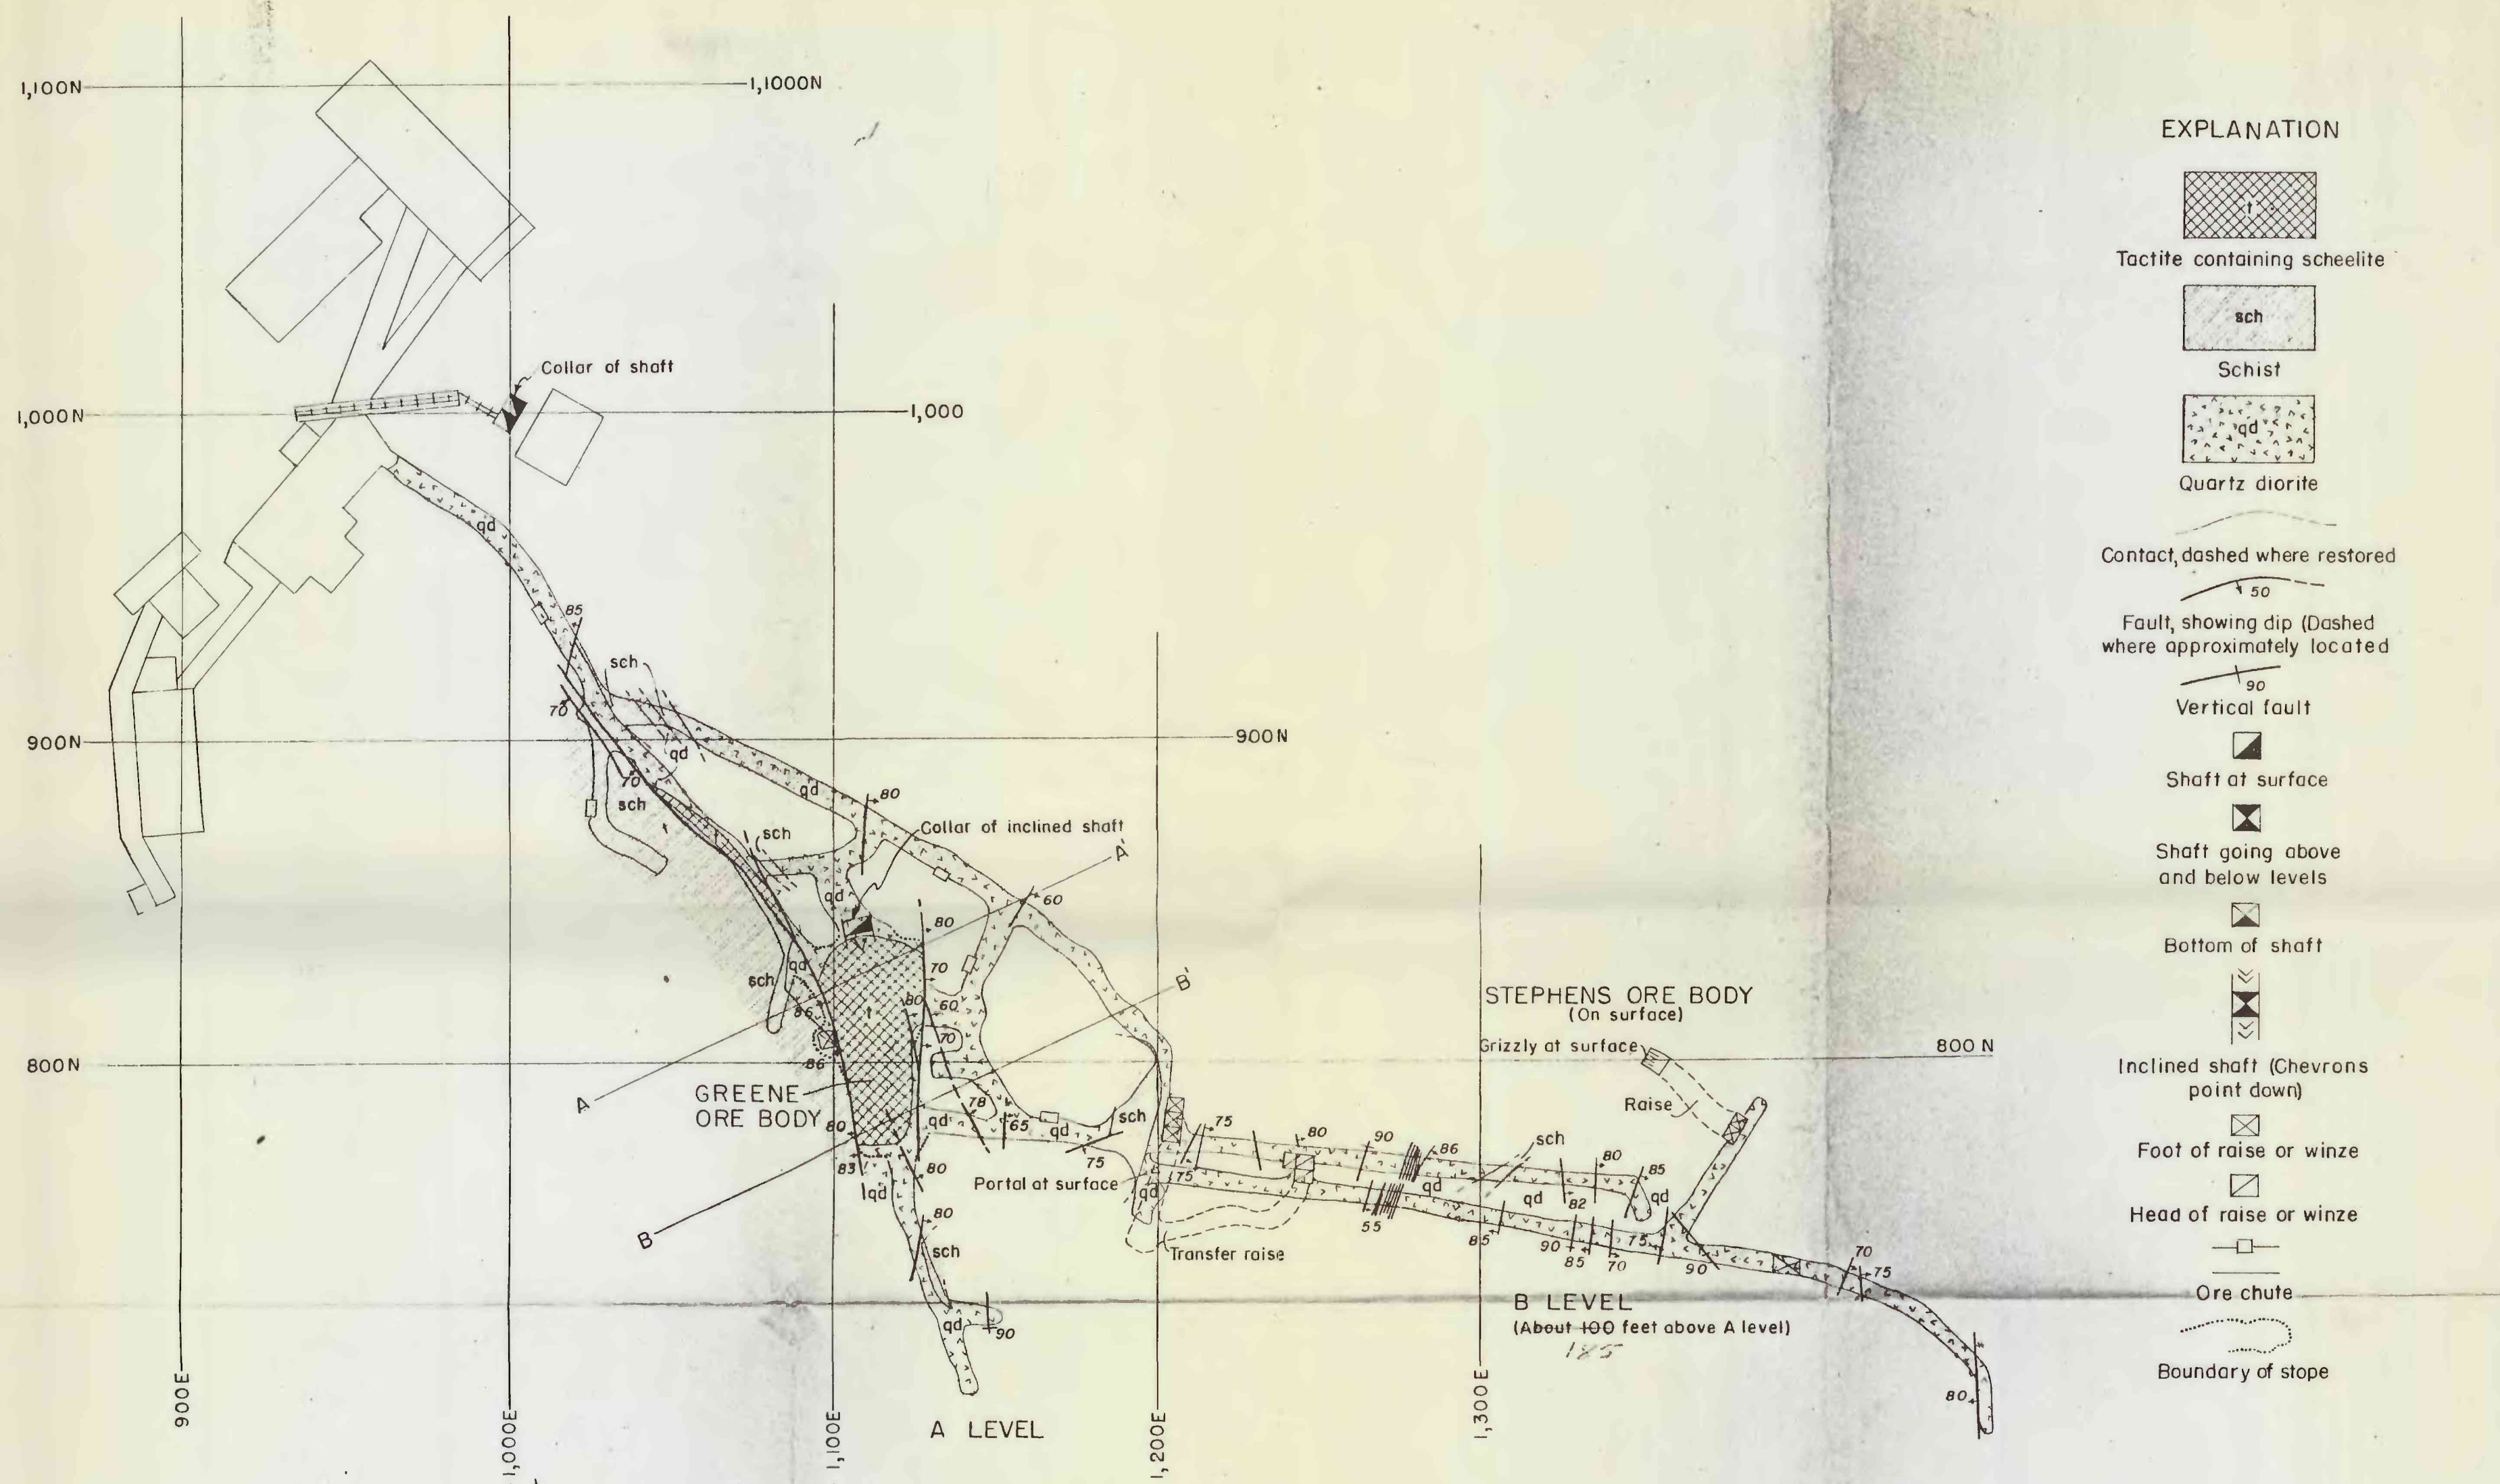 1,100N
1,1000N
EXPLANATION
t
Tactite containing scheelite
sch
Schist
qd
Quartz diorite
Contact, dashed where restored
50
Fault, showing dip (Dashed
where approximately located
90
Vertical fault
Shaft at surface
Shaft going above
and below levels
Bottom of shaft
Inclined shaft (Chevrons
point down)
Foot of raise or winze
Head of raise or winze
Ore chute
Boundary of stope
Collar of shaft
1,000N
1,000
qd
85
sch
70
900N
900N
qd
70
sch
qd
80
sch
Collar of inclined shaft
A'
qd
60
80
qd
70
sch
B'
80
60
86
t
70
86
800N
STEPHENS ORE BODY
(On surface)
Grizzly at surface
800 N
Raise
A
GREENE
ORE BODY
78
qd
65
qd
sch
80
75
83
80
qd
Portal at surface
75
75
qd
80
90
86
sch
80
85
qd
qd
82
qd
55
85
90
85
70
75
90
70
75
80
B
80
sch
Transfer raise
qd
90
B LEVEL
(About 100 feet above A level)
185
900E
1,000E
1,100E
A LEVEL
1,200E
1,300E